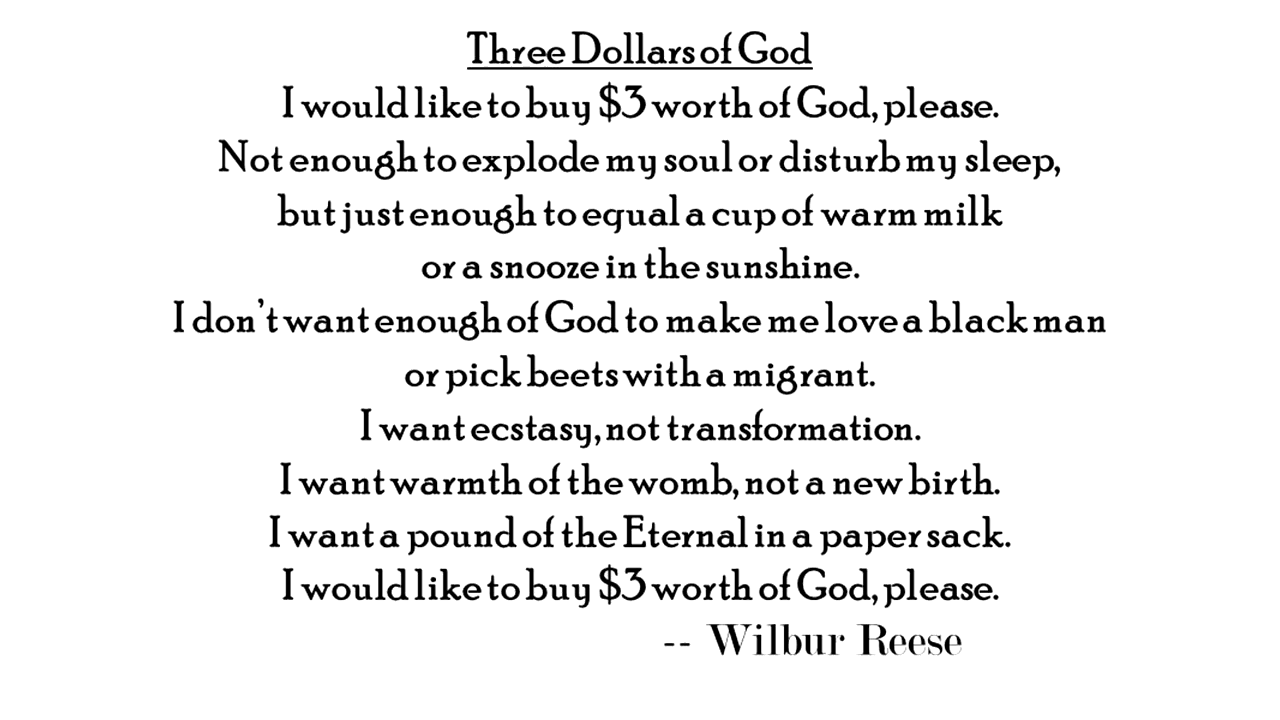 Three Dollars of God
I would like to buy $3 worth of God, please.
Not enough to explode my soul or disturb my sleep,
but just enough to equal a cup of warm milk
or a snooze in the sunshine.
I don't want enough of God to make me love a black man
or pick beets with a migrant.
I want ecstasy, not transformation.
I want warmth of the womb, not a new birth.
I want a pound of the Eternal in a paper sack.
I would like to buy $3 worth of God, please.
-- Wilbur Reese